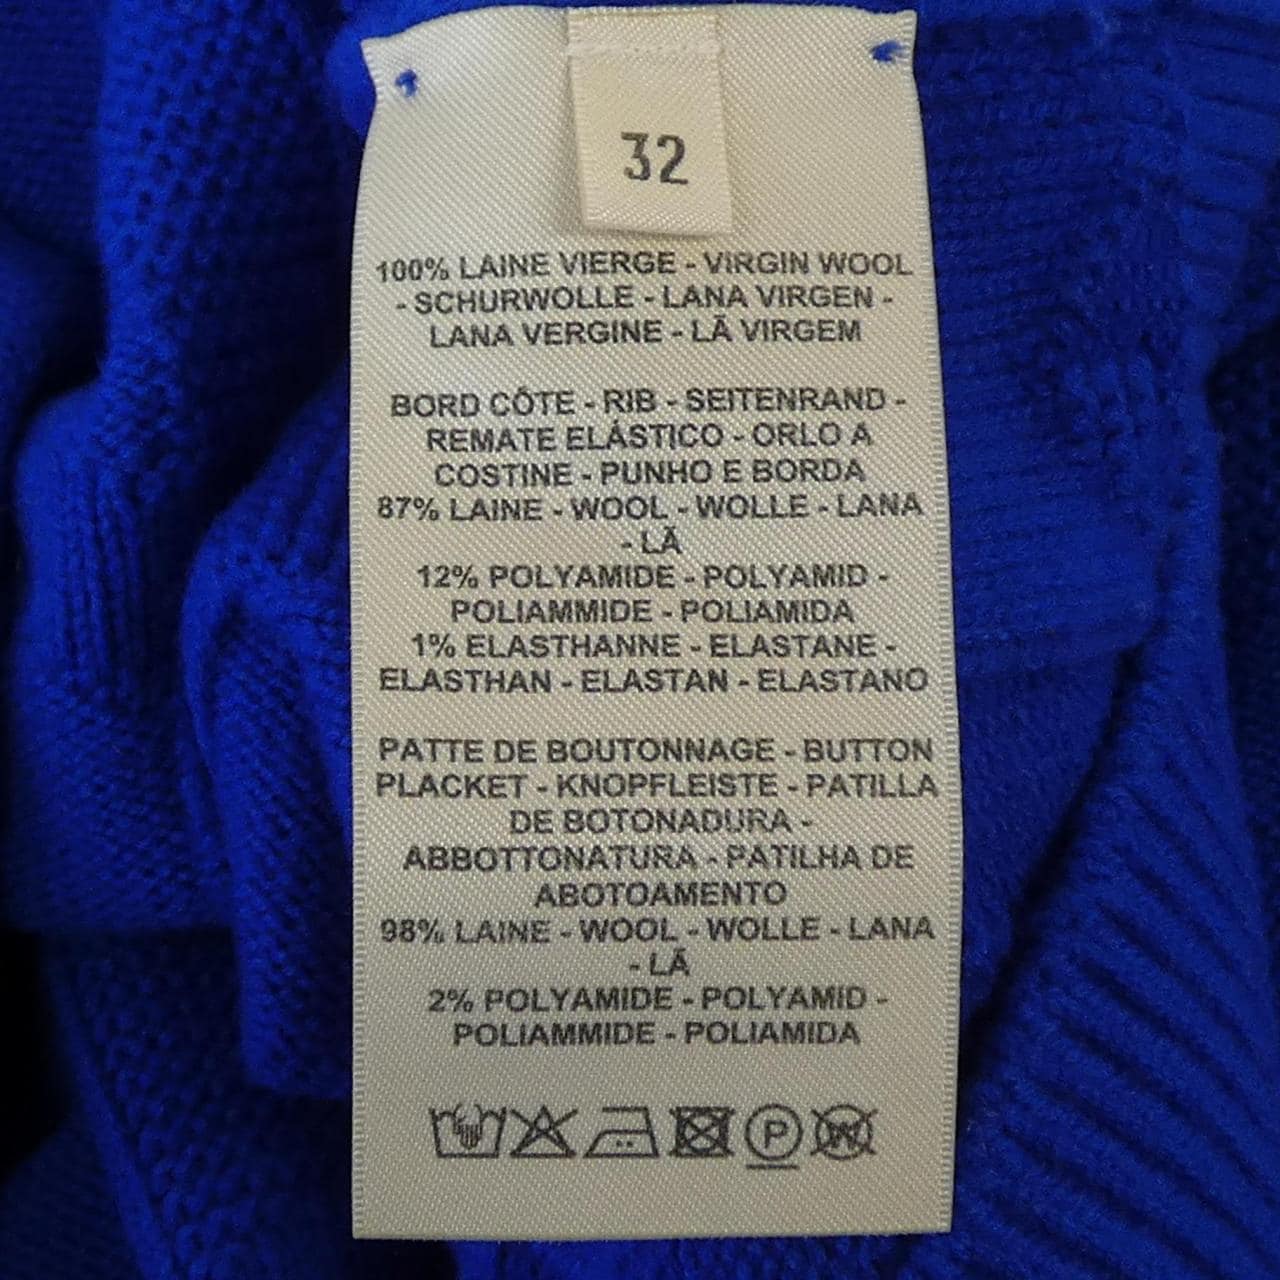 32
100% LAINE VIERGE - VIRGIN WOOL
- SCHURWOLLE - LANA VIRGEN -
LANA VERGINE - LÃ VIRGEM
BORD CÔTE - RIB - SEITENRAND -
REMATE ELÁSTICO - ORLO A
COSTINE - PUNHO E BORDA
87% LAINE - WOOL - WOLLE - LANA
- LÃ
12% POLYAMIDE - POLYAMID -
POLIAMMIDE - POLIAMIDA
1% ELASTHANNE - ELASTANE -
ELASTHAN - ELASTAN - ELASTANO
PATTE DE BOUTONNAGE - BUTTON
PLACKET - KNOPFLEISTE - PATILLA
DE BOTONADURA -
ABBOTTONATURA - PATILHA DE
ABOTOAMENTO
98% LAINE - WOOL - WOLLE - LANA
- LÃ
2% POLYAMIDE - POLYAMID -
POLIAMMIDE - POLIAMIDA
P W